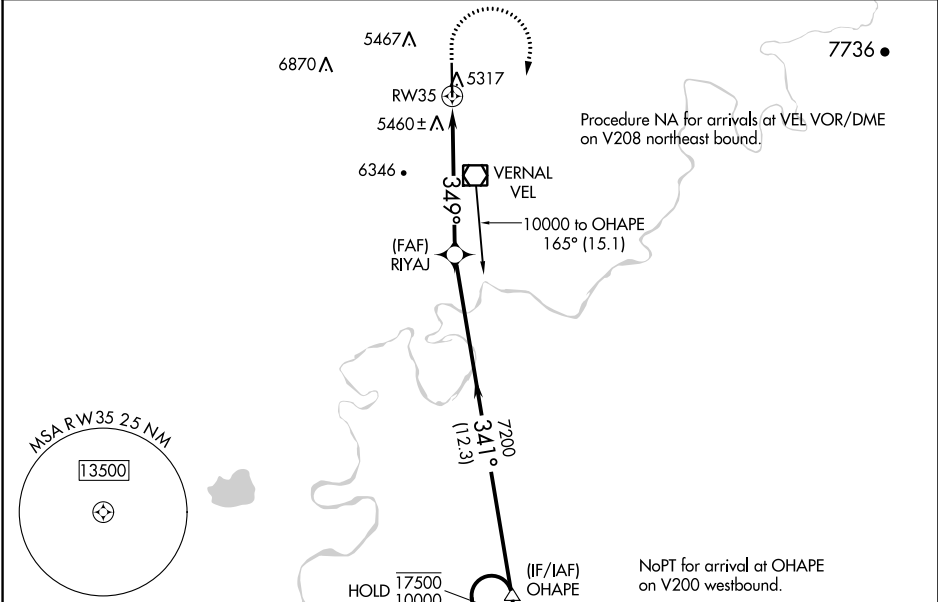 5467
6870
7736
5317
RW35
5460 ±
Procedure NA for arrivals at VEL VOR/DME
on V208 northeast bound.
6346
VERNAL
VEL
349°
10000 to OHAPE
165° (15.1)
(FAF)
RIYAJ
MSA RW35 25 NM
13500
7200
341°
(12.3)
(IF/IAF)
OHAPE
NoPT for arrival at OHAPE
on V200 westbound.
HOLD 17500
10000